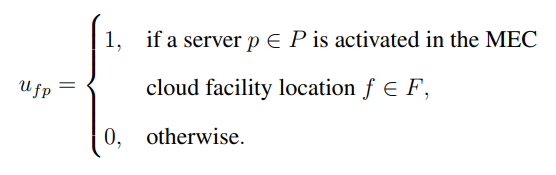 1, if a server p ∈ P is activated in the MEC
u_{fp} = cloud facility location f ∈ F,
0, otherwise.